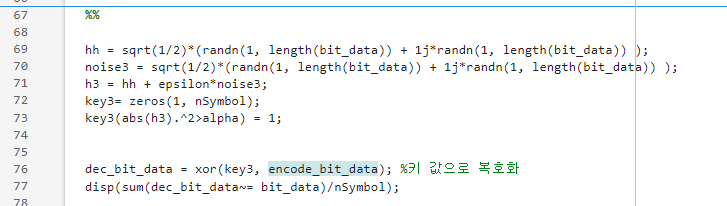 67 %%
68
69 hh = sqrt(1/2)*(randn(1, length(bit_data)) + 1j*randn(1, length(bit_data)) );
70 noise3 = sqrt(1/2)*(randn(1, length(bit_data)) + 1j*randn(1, length(bit_data)) );
71 h3 = hh + epsilon*noise3;
72 key3= zeros(1, nSymbol);
73 key3(abs(h3).^2>alpha) = 1;
74
75
76 dec_bit_data = xor(key3, encode_bit_data); %키 값으로 복호화
77 disp(sum(dec_bit_data~= bit_data)/nSymbol);
78